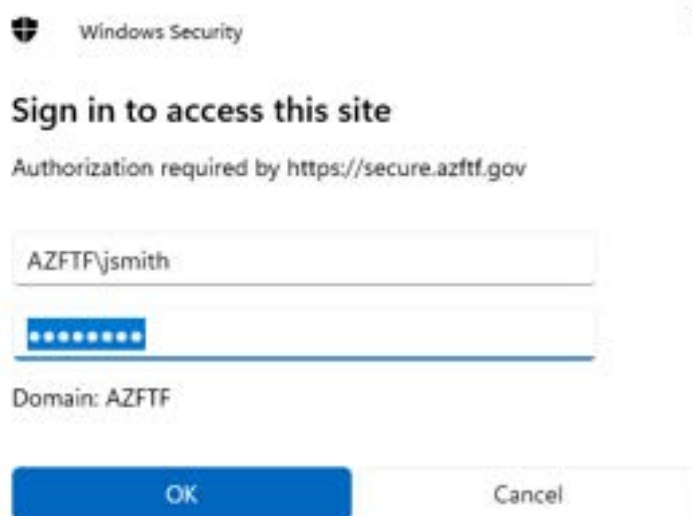 Windows Security
Sign in to access this site
Authorization required by https://secure.azftf.gov
AZFTF\jsmith
••••••••
Domain: AZFTF
OK Cancel